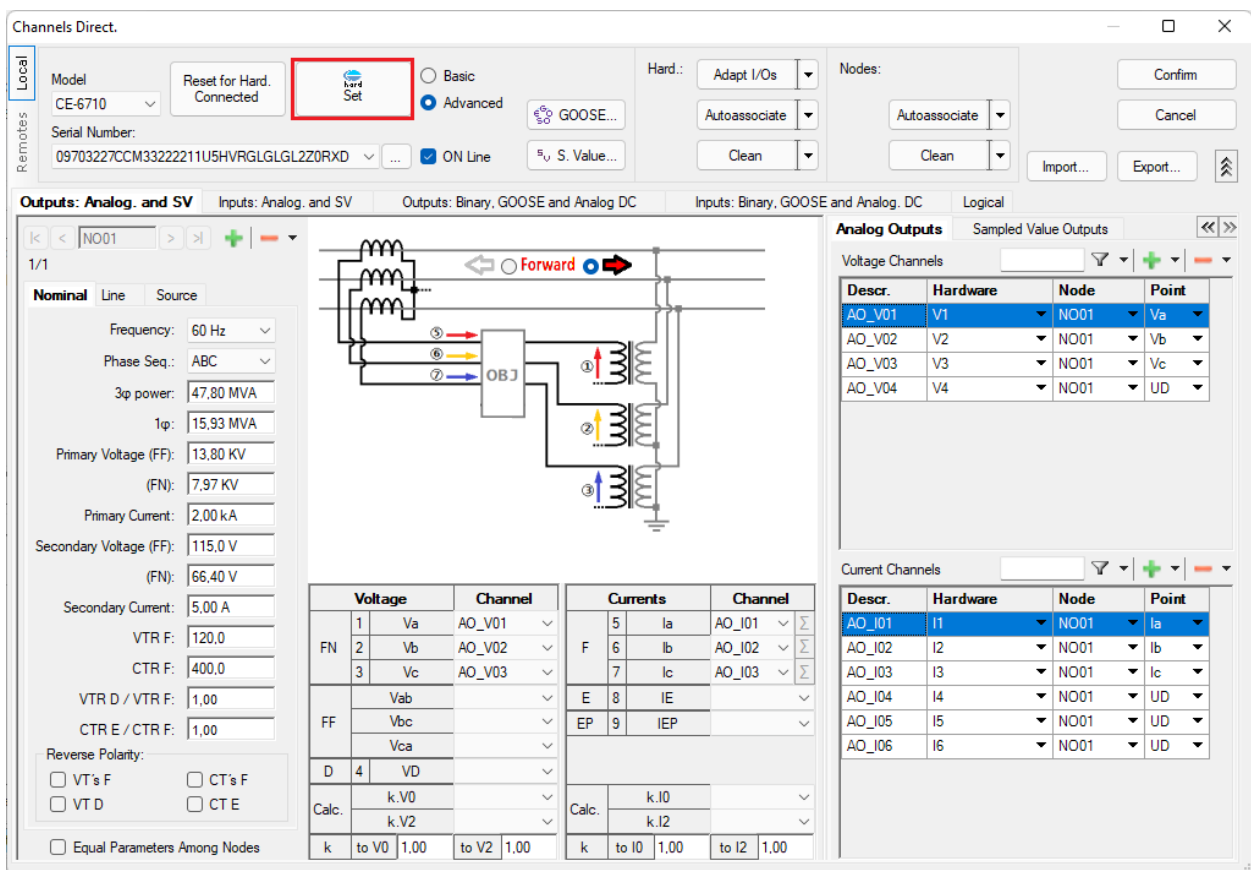 Channels Direct.
Local
Remotes
Model
CE-6710
Reset for Hard. Connected
hard
Set
Basic
Advanced
ON Line
Serial Number:
09703227CCM33222211U5HVRGLGLGL2Z0RXD
...
GOOSE...
S. Value...
Hard.:
Adapt I/Os
Autoassociate
Clean
Nodes:
Autoassociate
Clean
Confirm
Cancel
Import...
Export...
Outputs: Analog. and SV
Inputs: Analog. and SV
Outputs: Binary, GOOSE and Analog DC
Inputs: Binary, GOOSE and Analog. DC
Logical
NO01
1/1
Nominal Line Source
Frequency: 60 Hz
Phase Seq.: ABC
3φ power: 47,80 MVA
1φ: 15,93 MVA
Primary Voltage (FF): 13,80 KV
(FN): 7,97 KV
Primary Current: 2,00 kA
Secondary Voltage (FF): 115,0 V
(FN): 66,40 V
Secondary Current: 5,00 A
VTR F: 120,0
CTR F: 400,0
VTR D / VTR F: 1,00
CTR E / CTR F: 1,00
Reverse Polarity:
VT´s F CT´s F
VT D CT E
Equal Parameters Among Nodes
Forward
⑤
⑥
⑦ OBJ
①
②
③
Voltage Channel
FN
1 Va AO_V01
2 Vb AO_V02
3 Vc AO_V03
FF
Vab
Vbc
Vca
D 4 VD
Calc.
k.V0
k.V2
k to V0 1,00 to V2 1,00
Currents Channel
F
5 Ia AO_I01 Σ
6 Ib AO_I02 Σ
7 Ic AO_I03 Σ
E 8 IE
EP 9 IEP
Calc.
k.I0
k.I2
k to I0 1,00 to I2 1,00
Analog Outputs
Sampled Value Outputs
Voltage Channels
Descr. Hardware Node Point
AO_V01 V1 NO01 Va
AO_V02 V2 NO01 Vb
AO_V03 V3 NO01 Vc
AO_V04 V4 NO01 UD
Current Channels
Descr. Hardware Node Point
AO_I01 I1 NO01 Ia
AO_I02 I2 NO01 Ib
AO_I03 I3 NO01 Ic
AO_I04 I4 NO01 UD
AO_I05 I5 NO01 UD
AO_I06 I6 NO01 UD